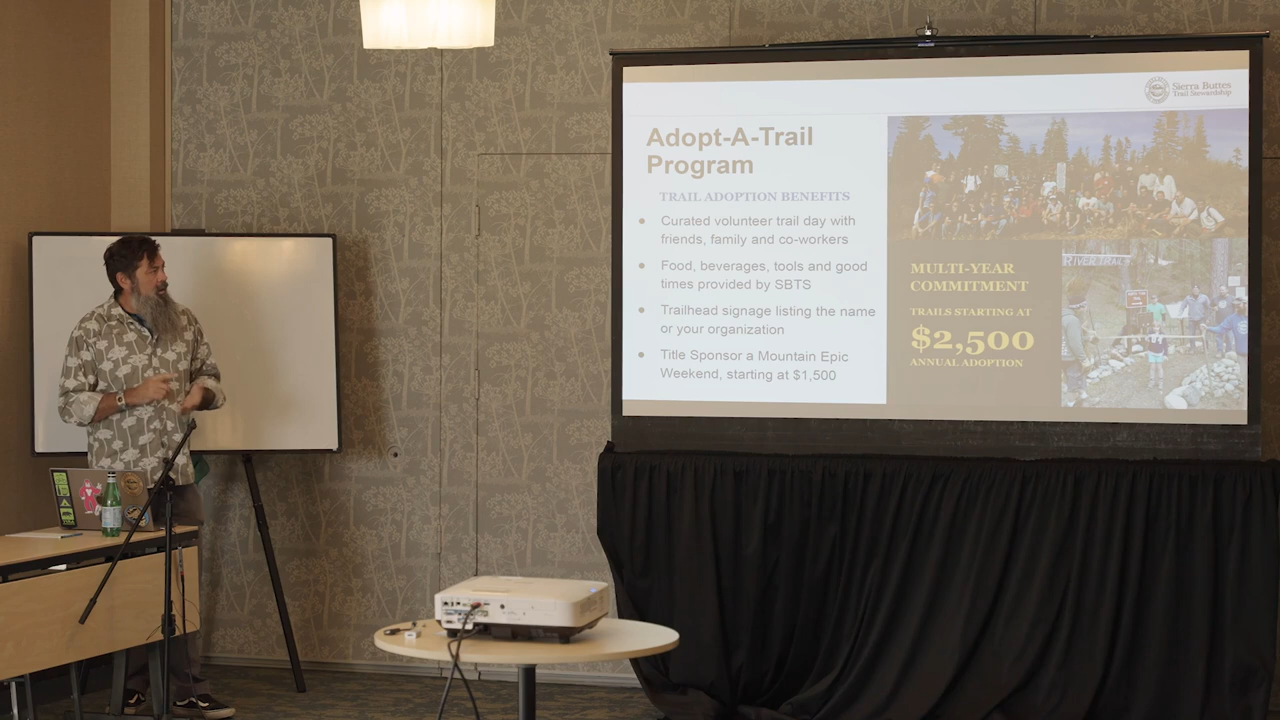 Sierra Buttes
Trail Stewardship
Adopt-A-Trail
Program
TRAIL ADOPTION BENEFITS
Curated volunteer trail day with
friends, family and co-workers
Food, beverages, tools and good
times provided by SBTS
Trailhead signage listing the name
or your organization
Title Sponsor a Mountain Epic
Weekend, starting at $1,500
MULTI-YEAR
COMMITMENT
TRAILS STARTING AT
$2,500
ANNUAL ADOPTION
RIVER TRAIL